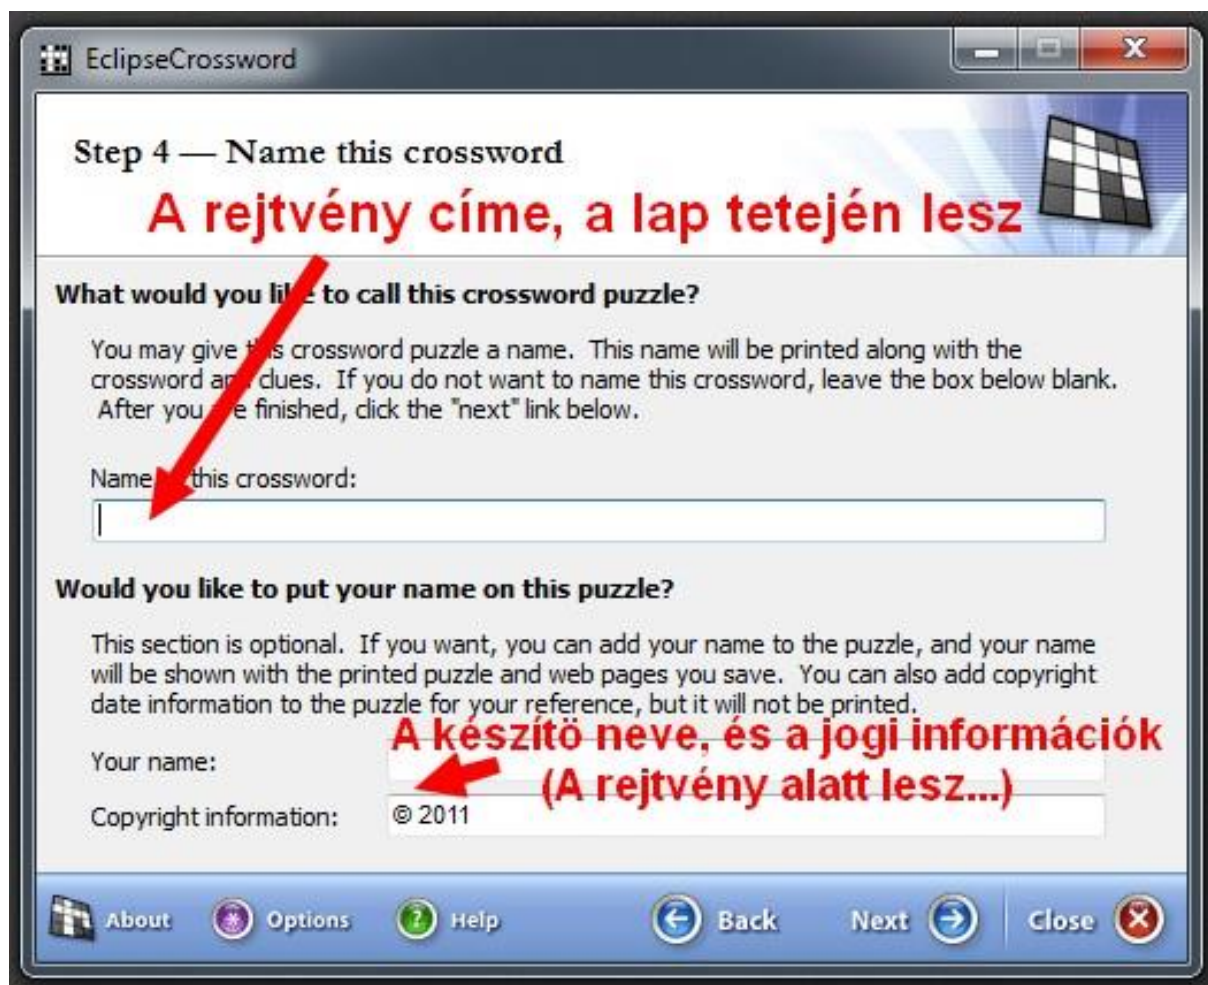 EclipseCrossword
Step 4 — Name this crossword
A rejtvény címe, a lap tetején lesz
What would you like to call this crossword puzzle?
You may give this crossword puzzle a name. This name will be printed along with the
crossword and clues. If you do not want to name this crossword, leave the box below blank.
After you are finished, click the "next" link below.
Name this crossword:
Would you like to put your name on this puzzle?
This section is optional. If you want, you can add your name to the puzzle, and your name
will be shown with the printed puzzle and web pages you save. You can also add copyright
date information to the puzzle for your reference, but it will not be printed.
A készítö neve, és a jogi információk
Your name:
(A rejtvény alatt lesz...)
Copyright information: © 2011
About Options Help Back Next Close